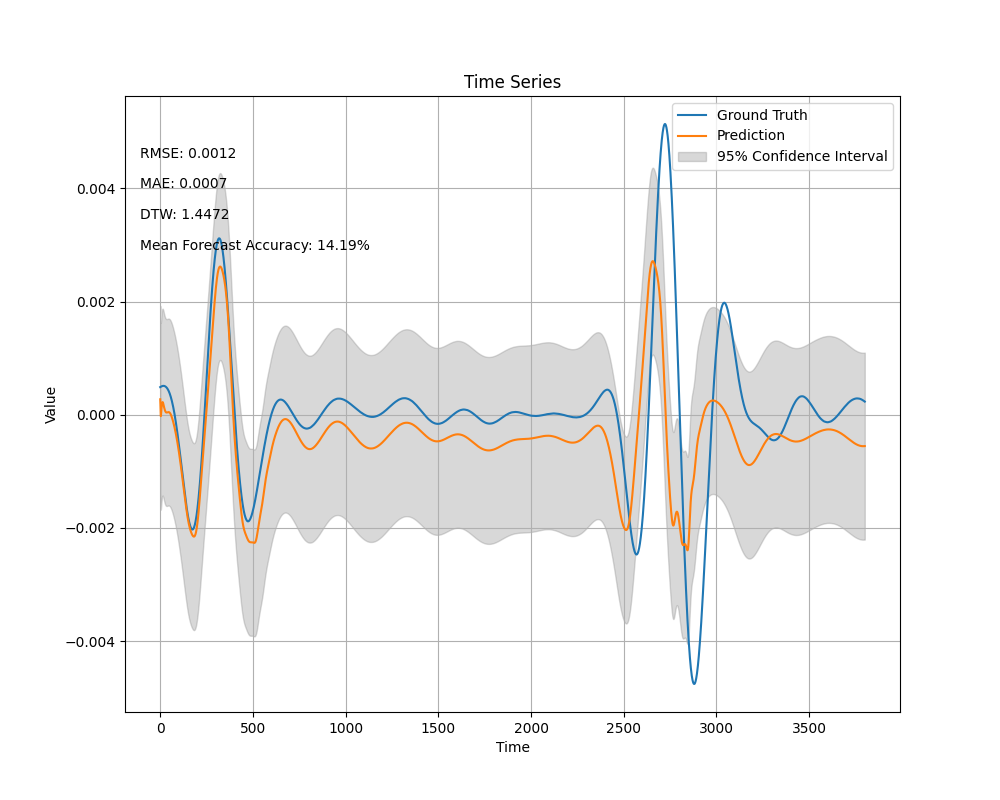 Time Series
Ground Truth
Prediction
95% Confidence Interval
RMSE: 0.0012
MAE: 0.0007
DTW: 1.4472
Mean Forecast Accuracy: 14.19%
Value
0.004
0.002
0.000
−0.002
−0.004
0 500 1000 1500 2000 2500 3000 3500
Time